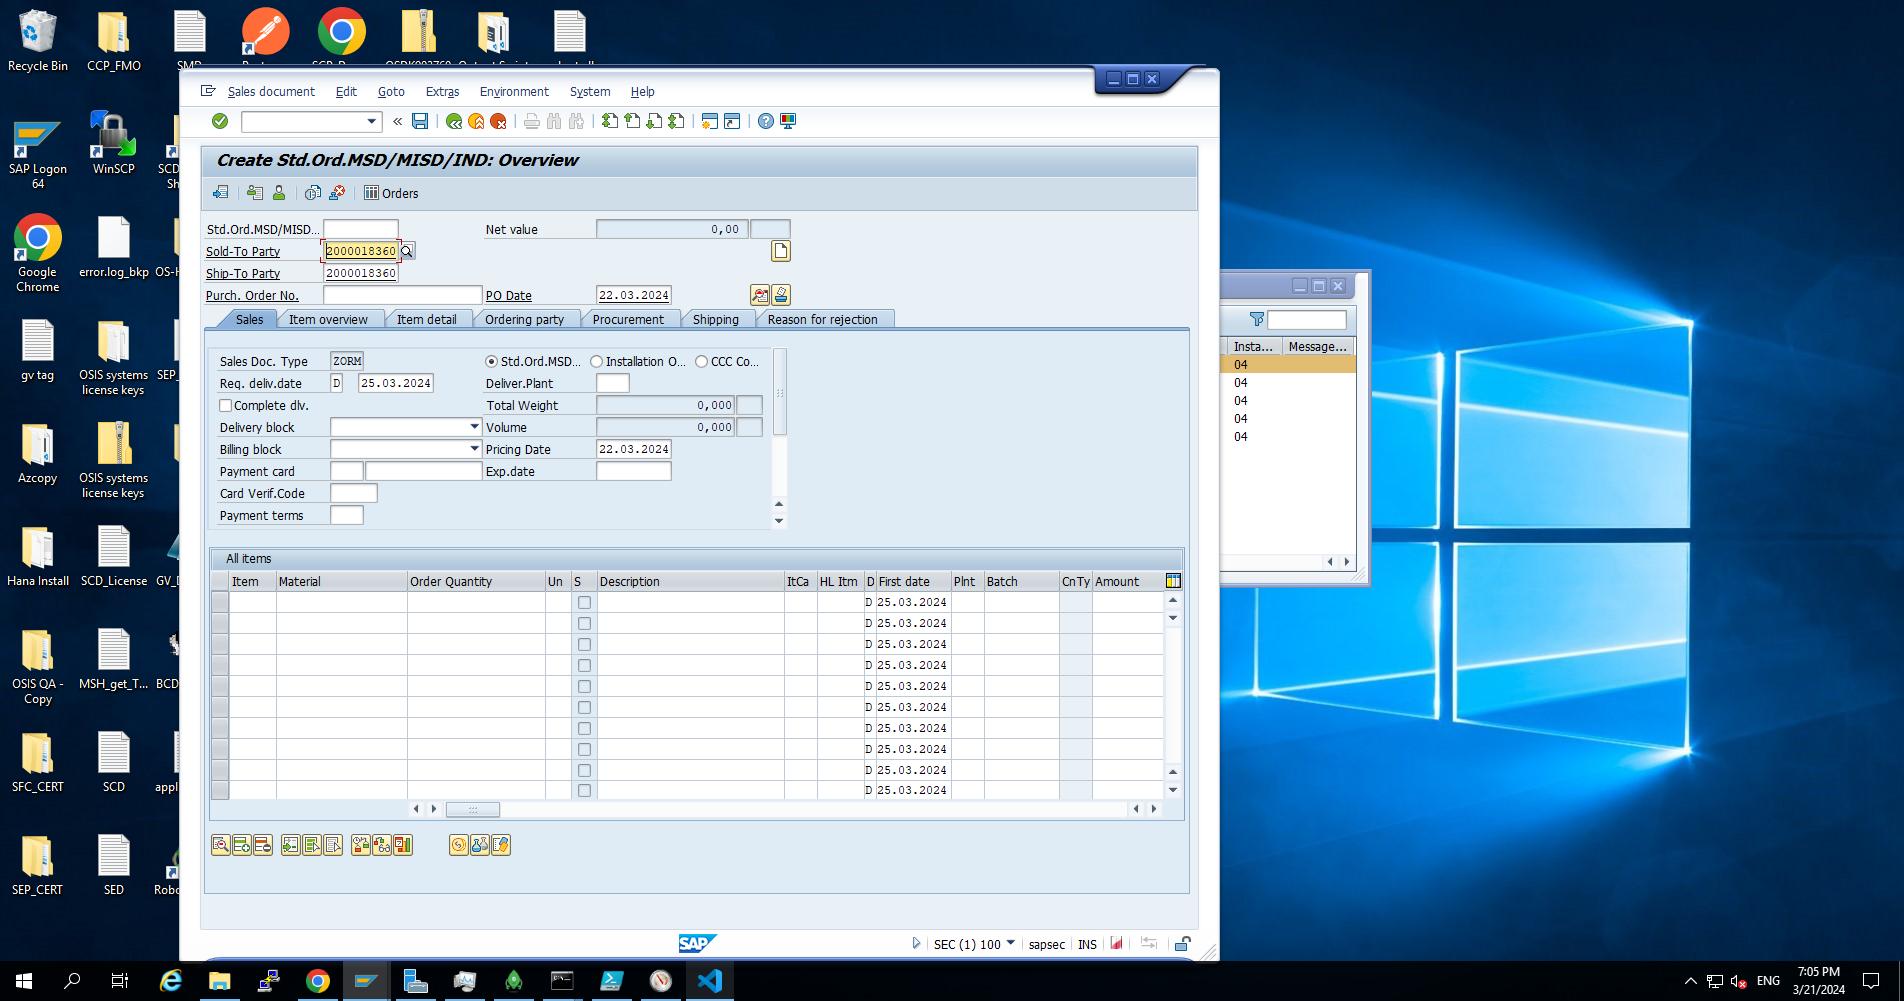 Recycle Bin
CCP_FMO
SAP Logon
64
WinSCP
Google
Chrome
error.log_bkp
gv tag
OSIS systems
license keys
Azcopy
OSIS systems
license keys
Hana Install
SCD_License
OSIS QA -
Copy
MSH_get_T...
SFC_CERT
SCD
SEP_CERT
SED
Sales document Edit Goto Extras Environment System Help
Create Std.Ord.MSD/MISD/IND: Overview
Orders
Std.Ord.MSD/MISD... Net value 0,00
Sold-To Party 2000018360
Ship-To Party 2000018360
Purch. Order No. PO Date 22.03.2024
Sales Item overview Item detail Ordering party Procurement Shipping Reason for rejection
Sales Doc. Type ZORM Std.Ord.MSD... Installation O... CCC Co...
Req. deliv.date D 25.03.2024 Deliver.Plant
Complete dlv. Total Weight 0,000
Delivery block Volume 0,000
Billing block Pricing Date 22.03.2024
Payment card Exp.date
Card Verif.Code
Payment terms
All items
Item Material Order Quantity Un S Description ItCa HL Itm D First date Plnt Batch CnTy Amount
D 25.03.2024
D 25.03.2024
D 25.03.2024
D 25.03.2024
D 25.03.2024
D 25.03.2024
D 25.03.2024
D 25.03.2024
D 25.03.2024
D 25.03.2024
SAP SEC (1) 100 sapsec INS
Insta... Message...
04
04
04
04
04
ENG 7:05 PM
3/21/2024